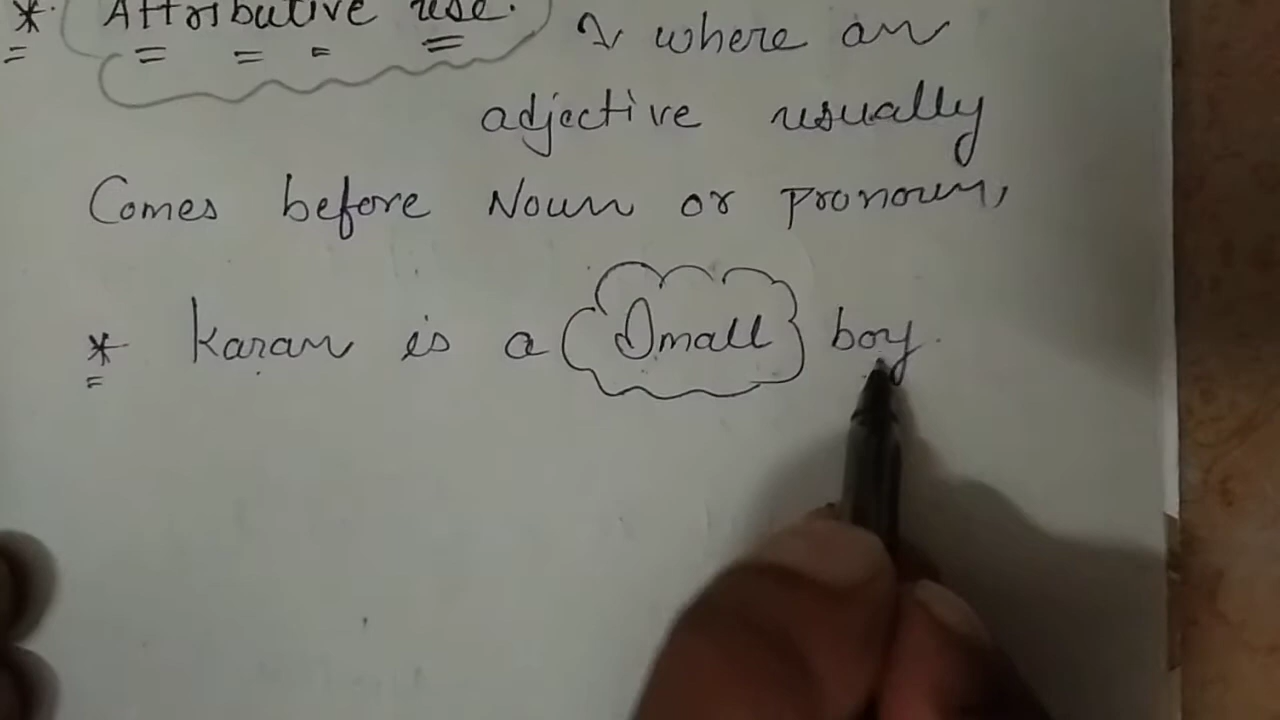 * Attributive use.
where an
adjective usually
Comes before Noun or pronoun,
* Karan is a Small boy.